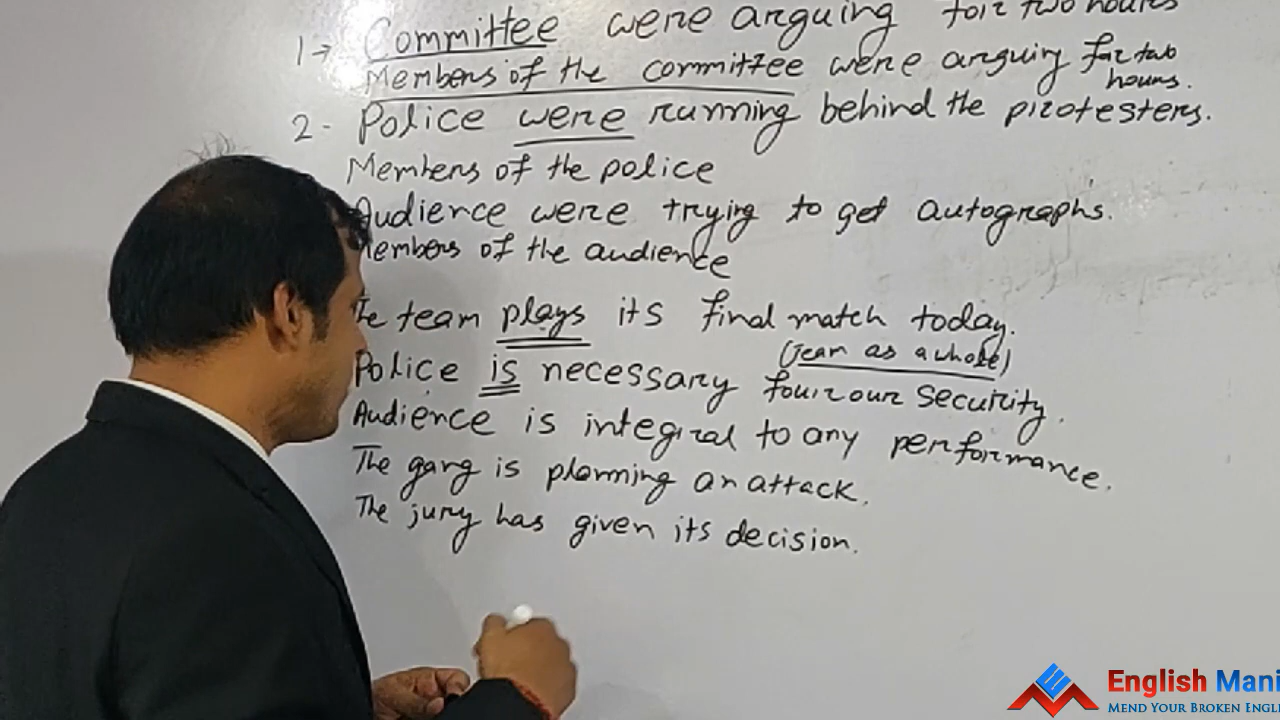 1→ Committee were arguing for two hours
Members of the committee were arguing for two
hours.
2- Police were running behind the protesters.
Members of the police
Audience were trying to get autographs.
Members of the audience
The team plays its final match today.
(Team as a whole)
Police is necessary four our security.
Audience is integral to any performance.
The gang is planning an attack.
The jury has given its decision.
English Mani
MEND YOUR BROKEN ENGLI